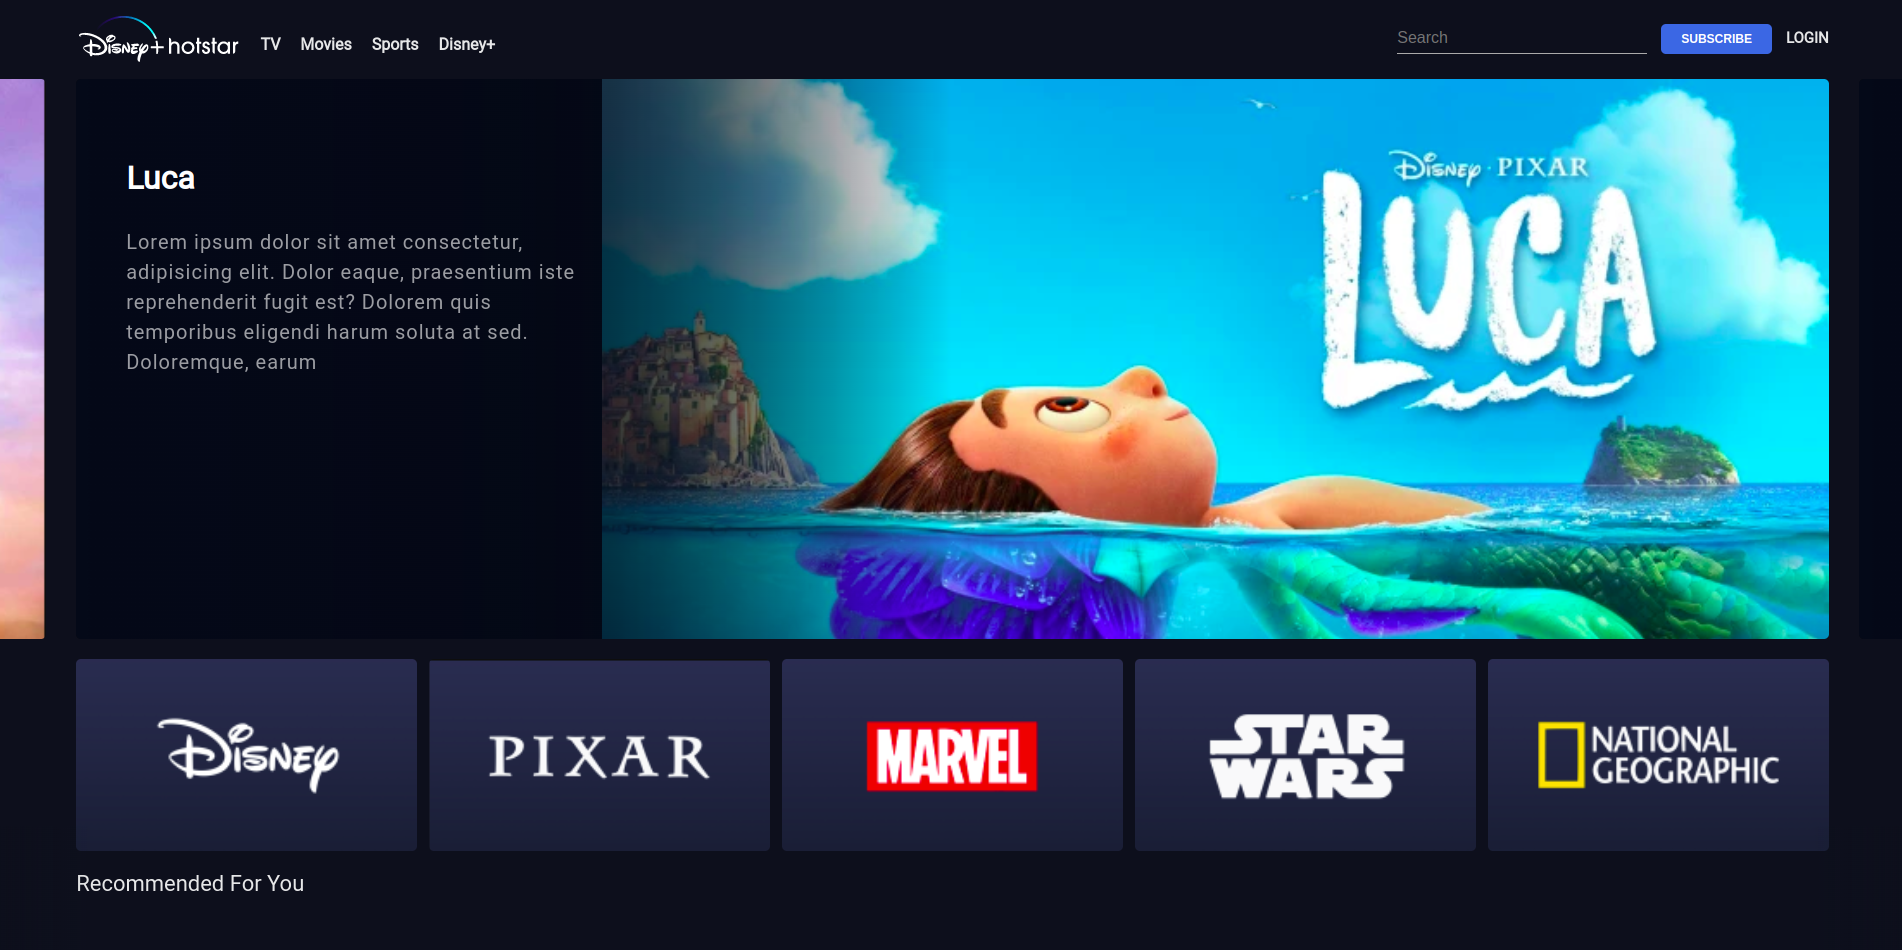 Disney+ hotstar TV Movies Sports Disney+ Search SUBSCRIBE LOGIN
Luca
Lorem ipsum dolor sit amet consectetur,
adipisicing elit. Dolor eaque, praesentium iste
reprehenderit fugit est? Dolorem quis
temporibus eligendi harum soluta at sed.
Doloremque, earum
Disney · PIXAR
LUCA
Disney
PIXAR
MARVEL
STAR
WARS
NATIONAL
GEOGRAPHIC
Recommended For You